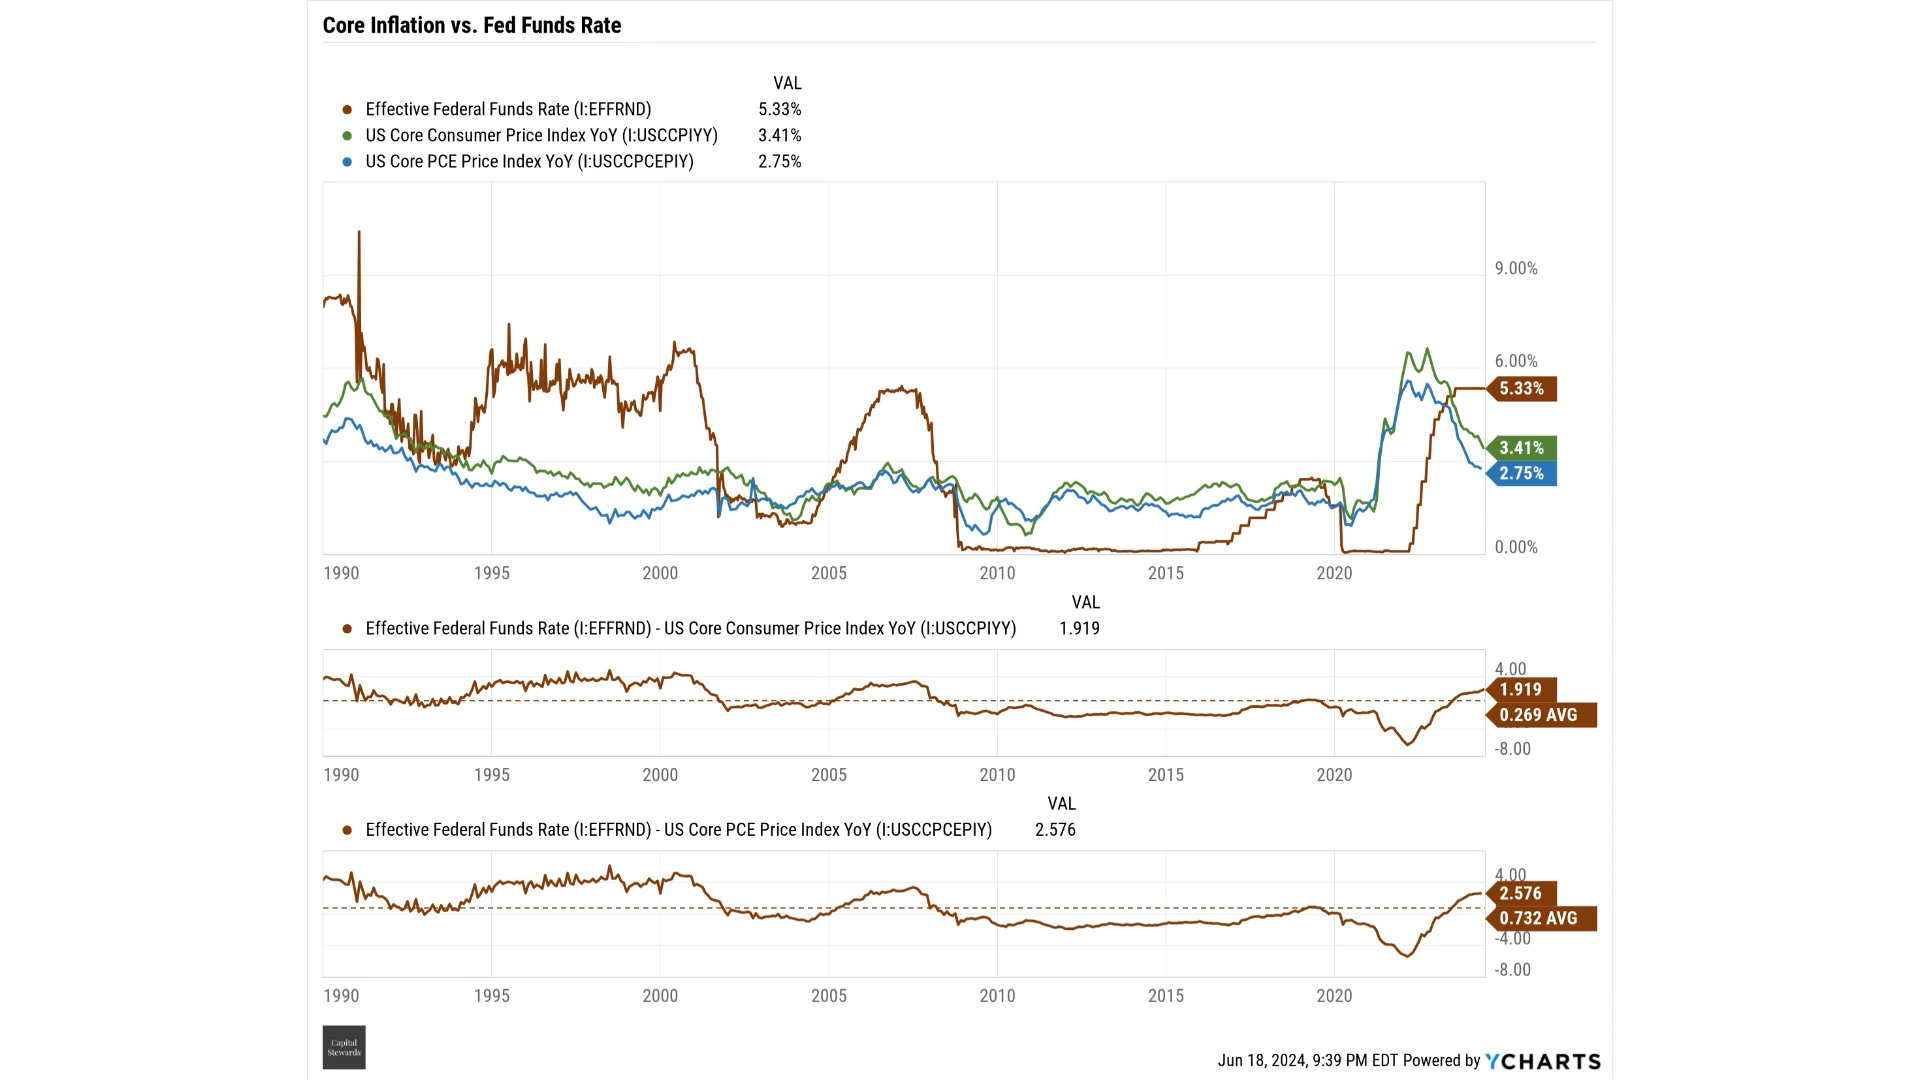 Core Inflation vs. Fed Funds Rate
VAL
Effective Federal Funds Rate (I:EFFRND) 5.33%
US Core Consumer Price Index YoY (I:USCCPIYY) 3.41%
US Core PCE Price Index YoY (I:USCCPCEPIY) 2.75%
9.00%
6.00%
5.33%
3.41%
2.75%
0.00%
1990 1995 2000 2005 2010 2015 2020
VAL
Effective Federal Funds Rate (I:EFFRND) - US Core Consumer Price Index YoY (I:USCCPIYY) 1.919
4.00
1.919
0.269 AVG
-8.00
1990 1995 2000 2005 2010 2015 2020
VAL
Effective Federal Funds Rate (I:EFFRND) - US Core PCE Price Index YoY (I:USCCPCEPIY) 2.576
4.00
2.576
0.732 AVG
-4.00
-8.00
1990 1995 2000 2005 2010 2015 2020
Capital
Stewards
Jun 18, 2024, 9:39 PM EDT Powered by YCHARTS